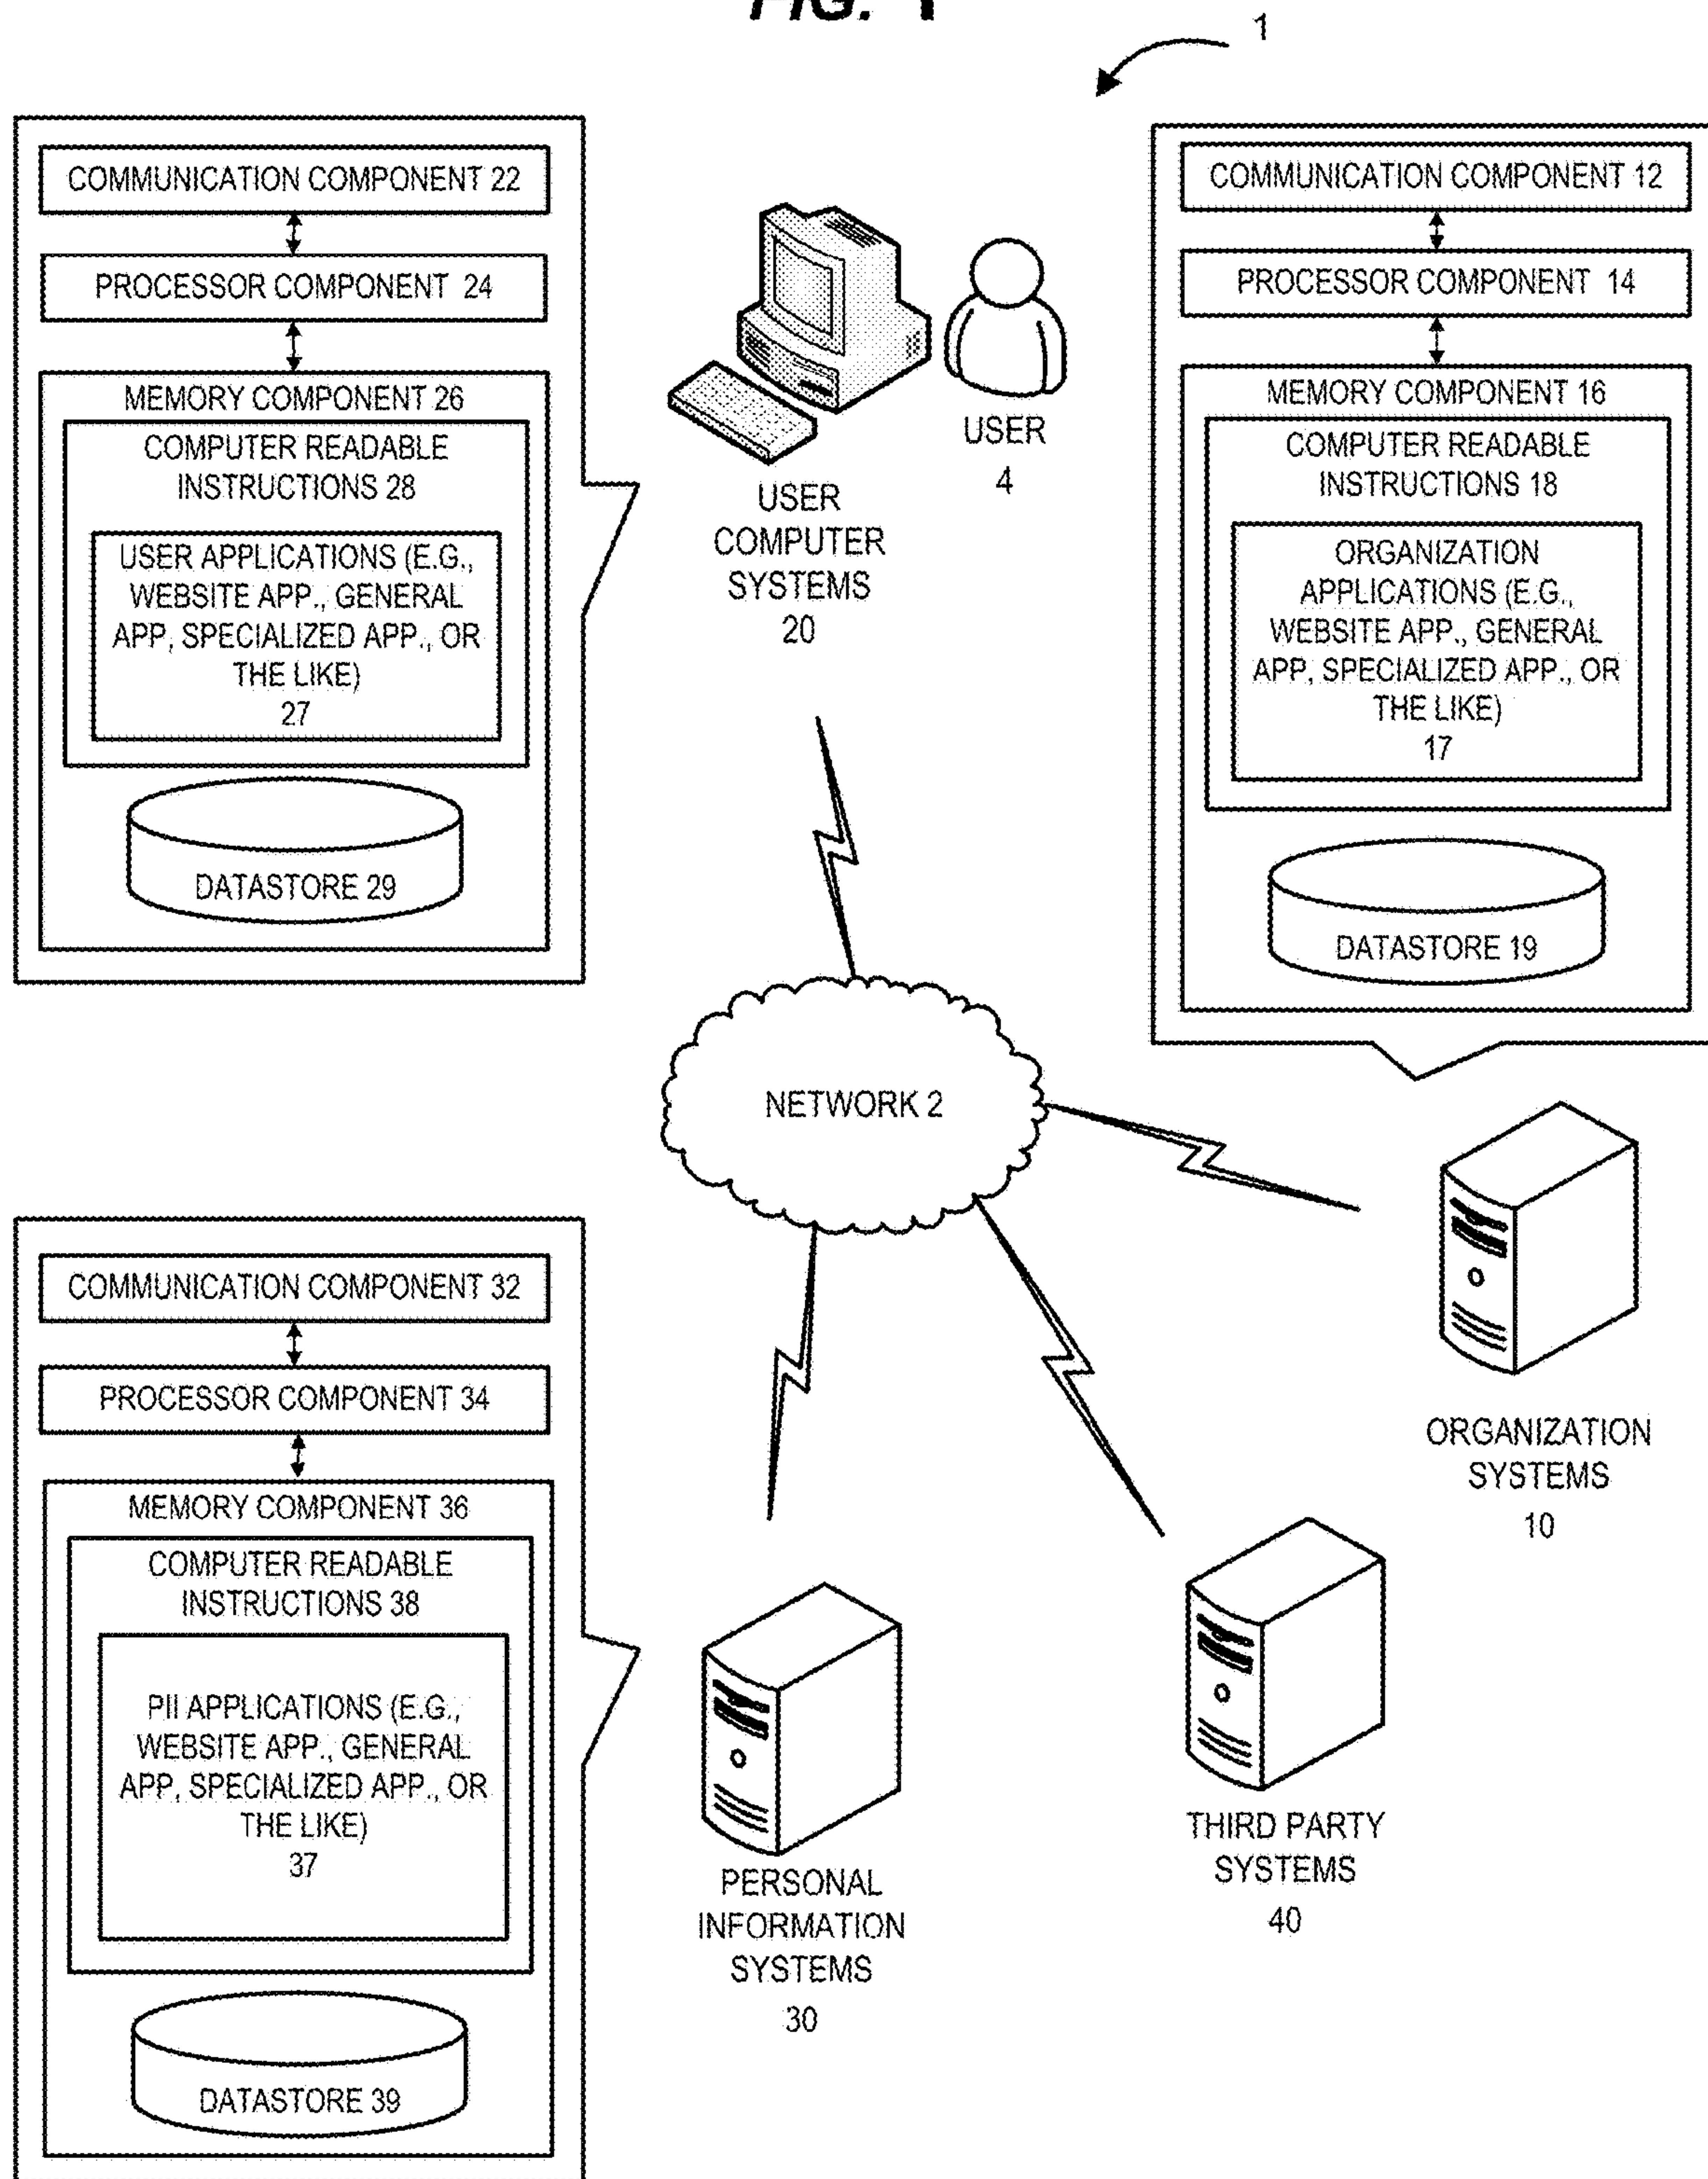 FIG. 1
1
COMMUNICATION COMPONENT 22
PROCESSOR COMPONENT 24
MEMORY COMPONENT 26
COMPUTER READABLE
INSTRUCTIONS 28
USER APPLICATIONS (E.G.,
WEBSITE APP., GENERAL
APP, SPECIALIZED APP., OR
THE LIKE)
27
DATASTORE 29
USER
COMPUTER
SYSTEMS
20
USER
4
COMMUNICATION COMPONENT 12
PROCESSOR COMPONENT 14
MEMORY COMPONENT 16
COMPUTER READABLE
INSTRUCTIONS 18
ORGANIZATION
APPLICATIONS (E.G.,
WEBSITE APP., GENERAL
APP, SPECIALIZED APP., OR
THE LIKE)
17
DATASTORE 19
NETWORK 2
ORGANIZATION
SYSTEMS
10
COMMUNICATION COMPONENT 32
PROCESSOR COMPONENT 34
MEMORY COMPONENT 36
COMPUTER READABLE
INSTRUCTIONS 38
PII APPLICATIONS (E.G.,
WEBSITE APP., GENERAL
APP, SPECIALIZED APP., OR
THE LIKE)
37
DATASTORE 39
PERSONAL
INFORMATION
SYSTEMS
30
THIRD PARTY
SYSTEMS
40